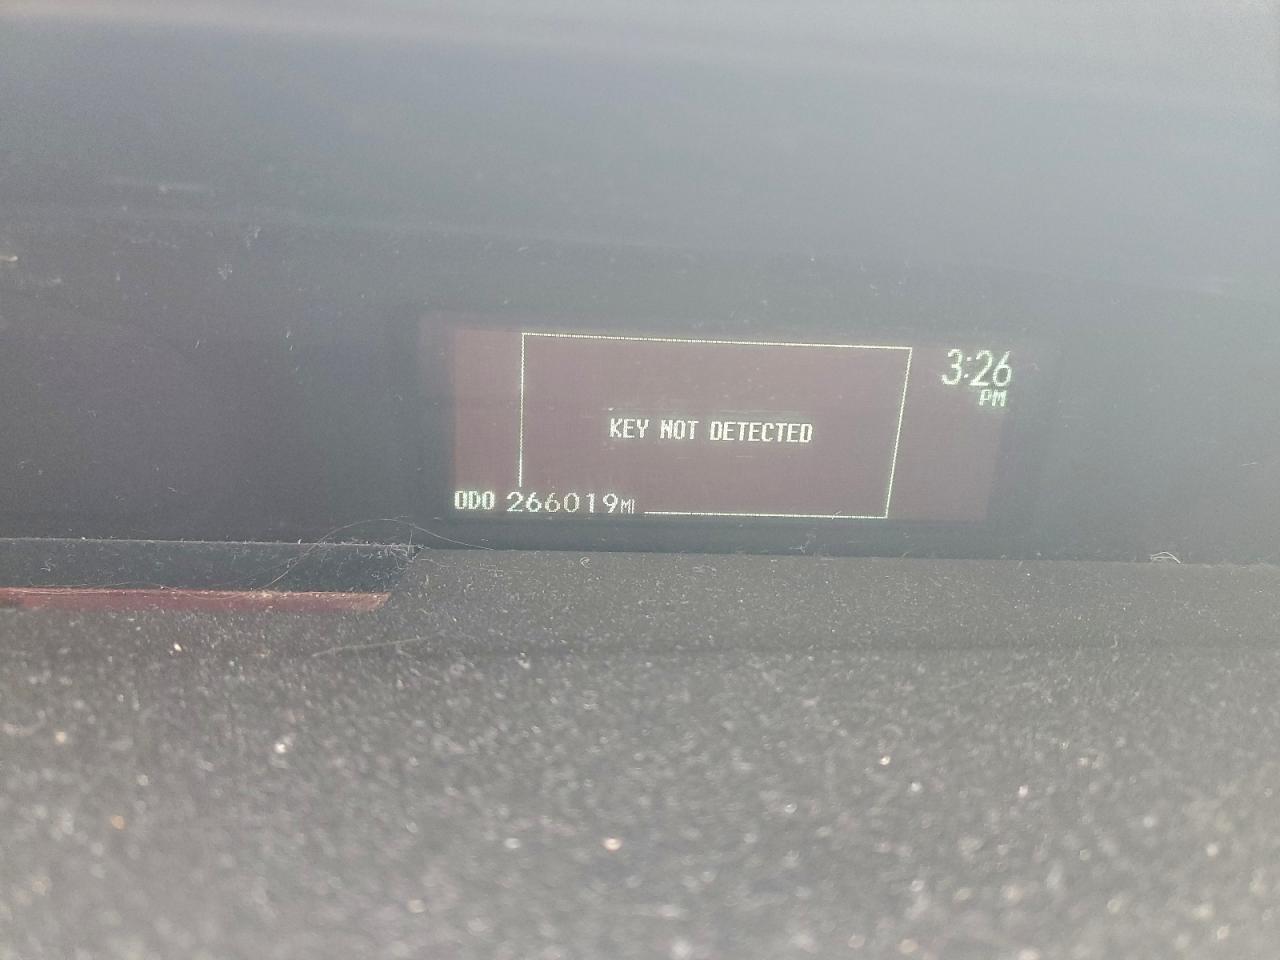 3:26
PM
KEY NOT DETECTED
ODO 266019MI